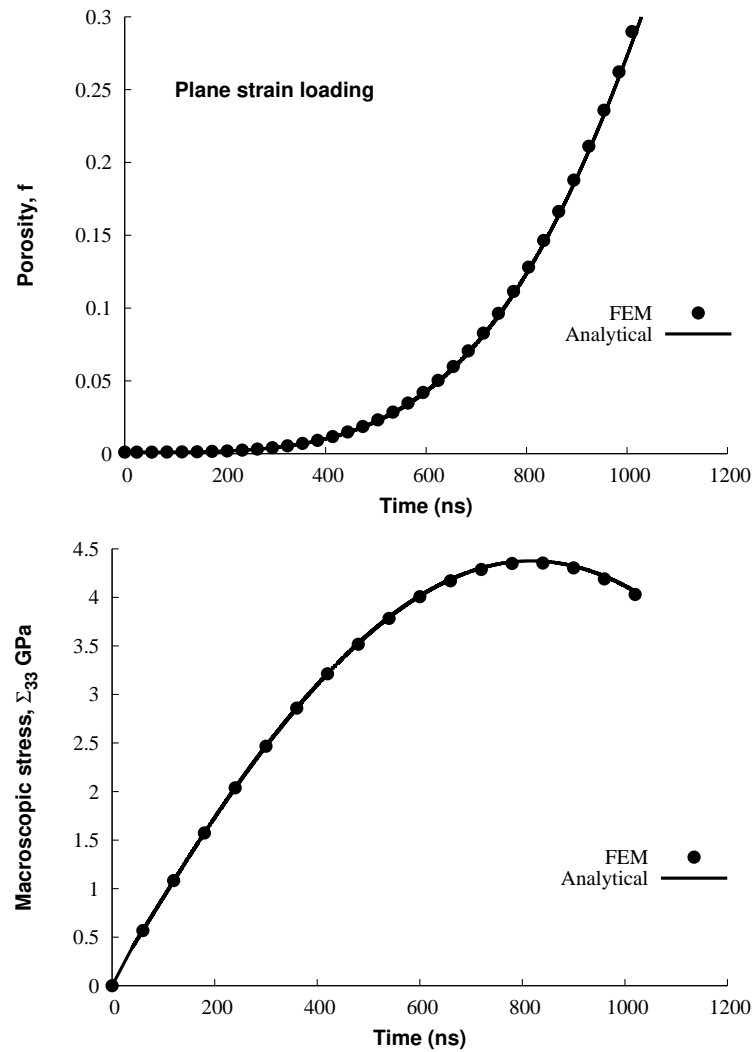 0.3
0.25
0.2
0.15
0.1
0.05
0
Plane strain loading
Porosity, f
FEM
Analytical
0 200 400 600 800 1000 1200
Time (ns)
4.5
4
3.5
3
2.5
2
1.5
1
0.5
0
Macroscopic stress, Σ33 GPa
FEM
Analytical
0 200 400 600 800 1000 1200
Time (ns)